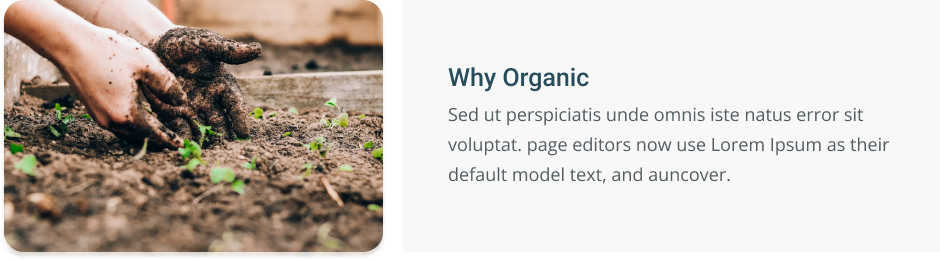 Why Organic
Sed ut perspiciatis unde omnis iste natus error sit
voluptat. page editors now use Lorem Ipsum as their
default model text, and auncover.